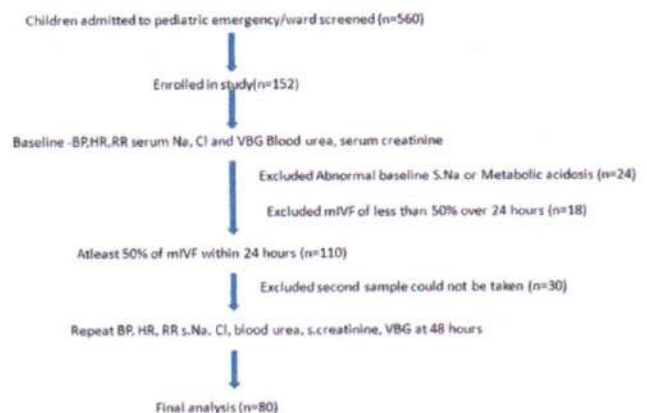 Children admitted to pediatric emergency/ward screened (n=560)
Enrolled in study(n=152)
Baseline -BP,HR,RR serum Na, Cl and VBG Blood urea, serum creatinine
Excluded Abnormal baseline S.Na or Metabolic acidosis (n=24)
Excluded mIVF of less than 50% over 24 hours (n=18)
Atleast 50% of mIVF within 24 hours (n=110)
Excluded second sample could not be taken (n=30)
Repeat BP, HR, RR s.Na, Cl, blood urea, s.creatinine, VBG at 48 hours
Final analysis (n=80)